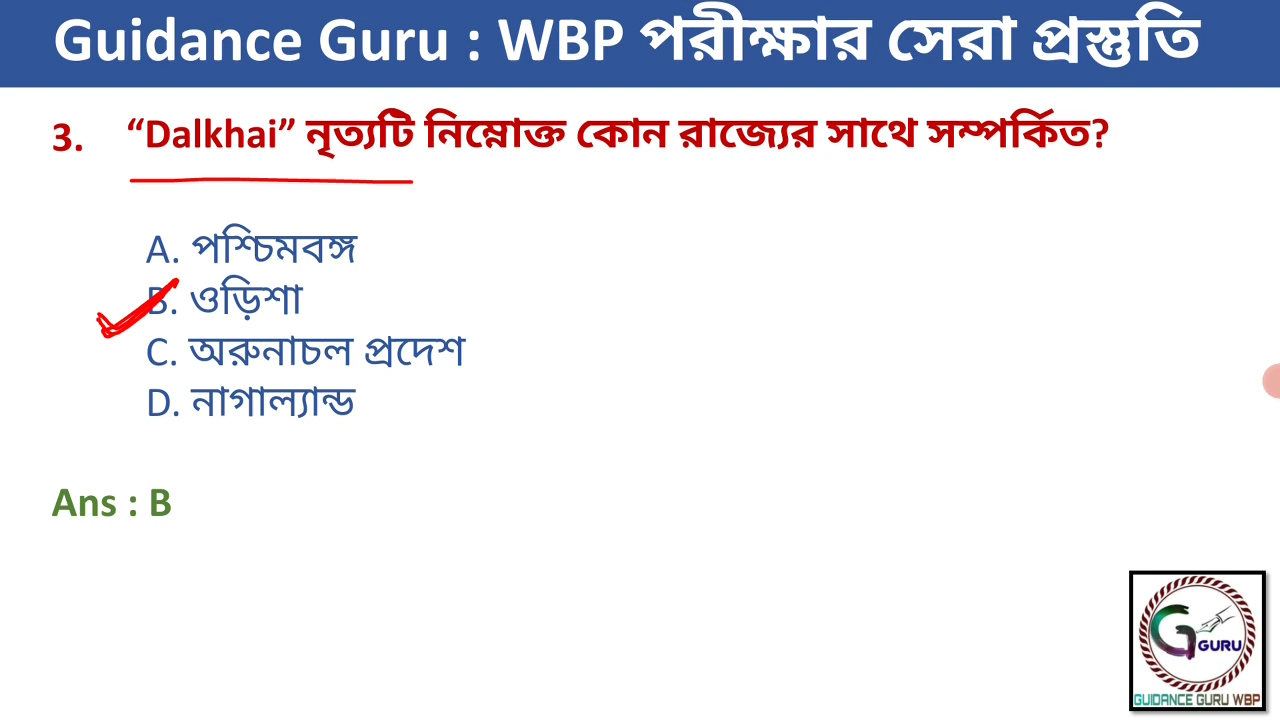 Guidance Guru : WBP পরীক্ষার সেরা প্রস্তুতি
3. “Dalkhai” নৃত্যটি নিম্নোক্ত কোন রাজ্যের সাথে সম্পর্কিত?
A. পশ্চিমবঙ্গ
B. ওড়িশা
C. অরুনাচল প্রদেশ
D. নাগাল্যান্ড
Ans : B
G GURU
GUIDANCE GURU WBP